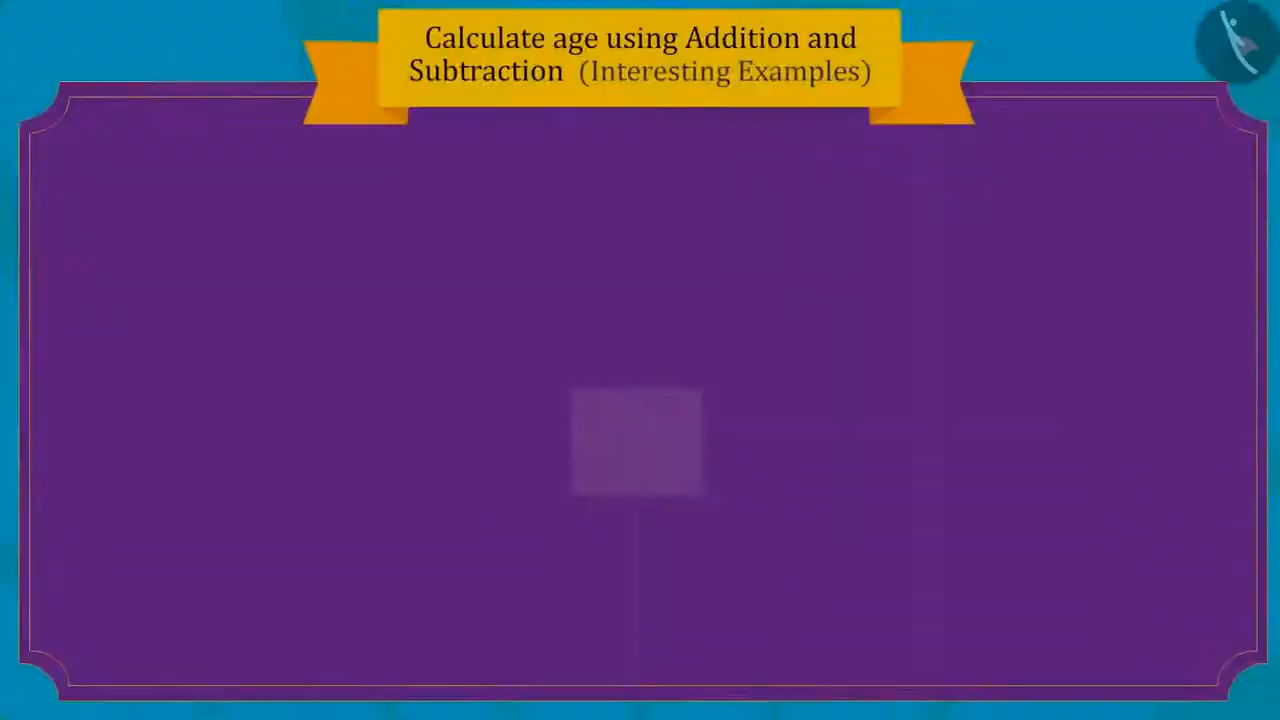 Calculate age using Addition and
Subtraction (Interesting Examples)